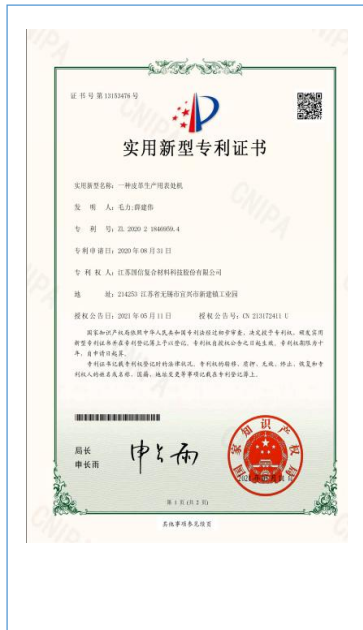 证书号第13153476号
实用新型专利证书
实用新型名称：一种皮革生产用表处机
发明人：毛力;薛建伟
专利号：ZL 2020 2 1846959.4
专利申请日：2020年08月31日
专利权人：江苏创信复合材料科技股份有限公司
地址：214253 江苏省无锡市宜兴市新建镇工业园
授权公告日：2021年05月11日 授权公告号：CN 213172411 U
国家知识产权局依照中华人民共和国专利法经过初步审查，决定授予专利权，颁发实用
新型专利证书并在专利登记簿上予以登记。专利权自授权公告之日起生效。专利权期限为十
年，自申请日起算。
专利证书记载专利权登记时的法律状况。专利权的转移、质押、无效、终止、恢复和专
利权人的姓名或名称、国籍、地址变更等事项记载在专利登记簿上。
局长
申长雨
申长雨
国家知识产权局
第 1 页 (共 2 页)
其他事项参见续页
CNIPA